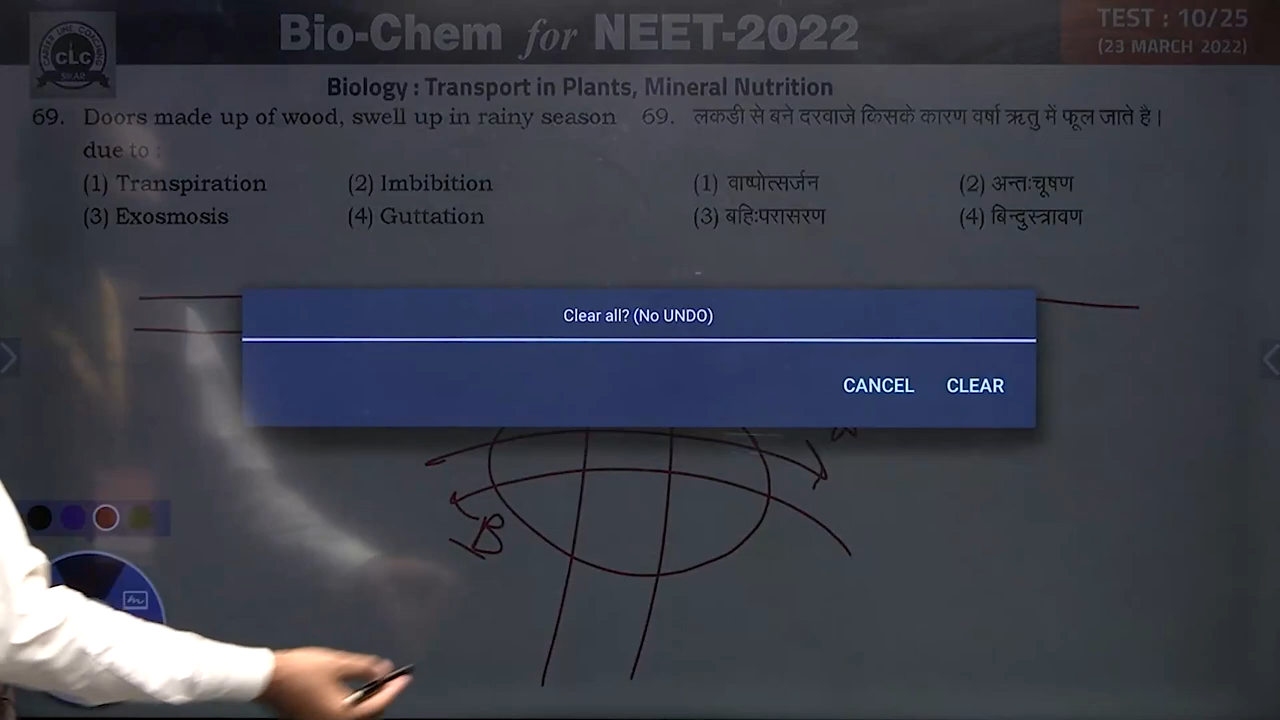 Bio-Chem for NEET-2022
TEST : 10/25
(23 MARCH 2022)
CLC
SIKAR
Biology : Transport in Plants, Mineral Nutrition
69. Doors made up of wood, swell up in rainy season
due to :
(1) Transpiration (2) Imbibition
(3) Exosmosis (4) Guttation
69. लकडी से बने दरवाजे किसके कारण वर्षा ऋतु में फूल जाते है।
(1) वाष्पोत्सर्जन (2) अन्तःचूषण
(3) बहिःपरासरण (4) बिन्दुस्त्रावण
Clear all? (No UNDO)
CANCEL CLEAR
B